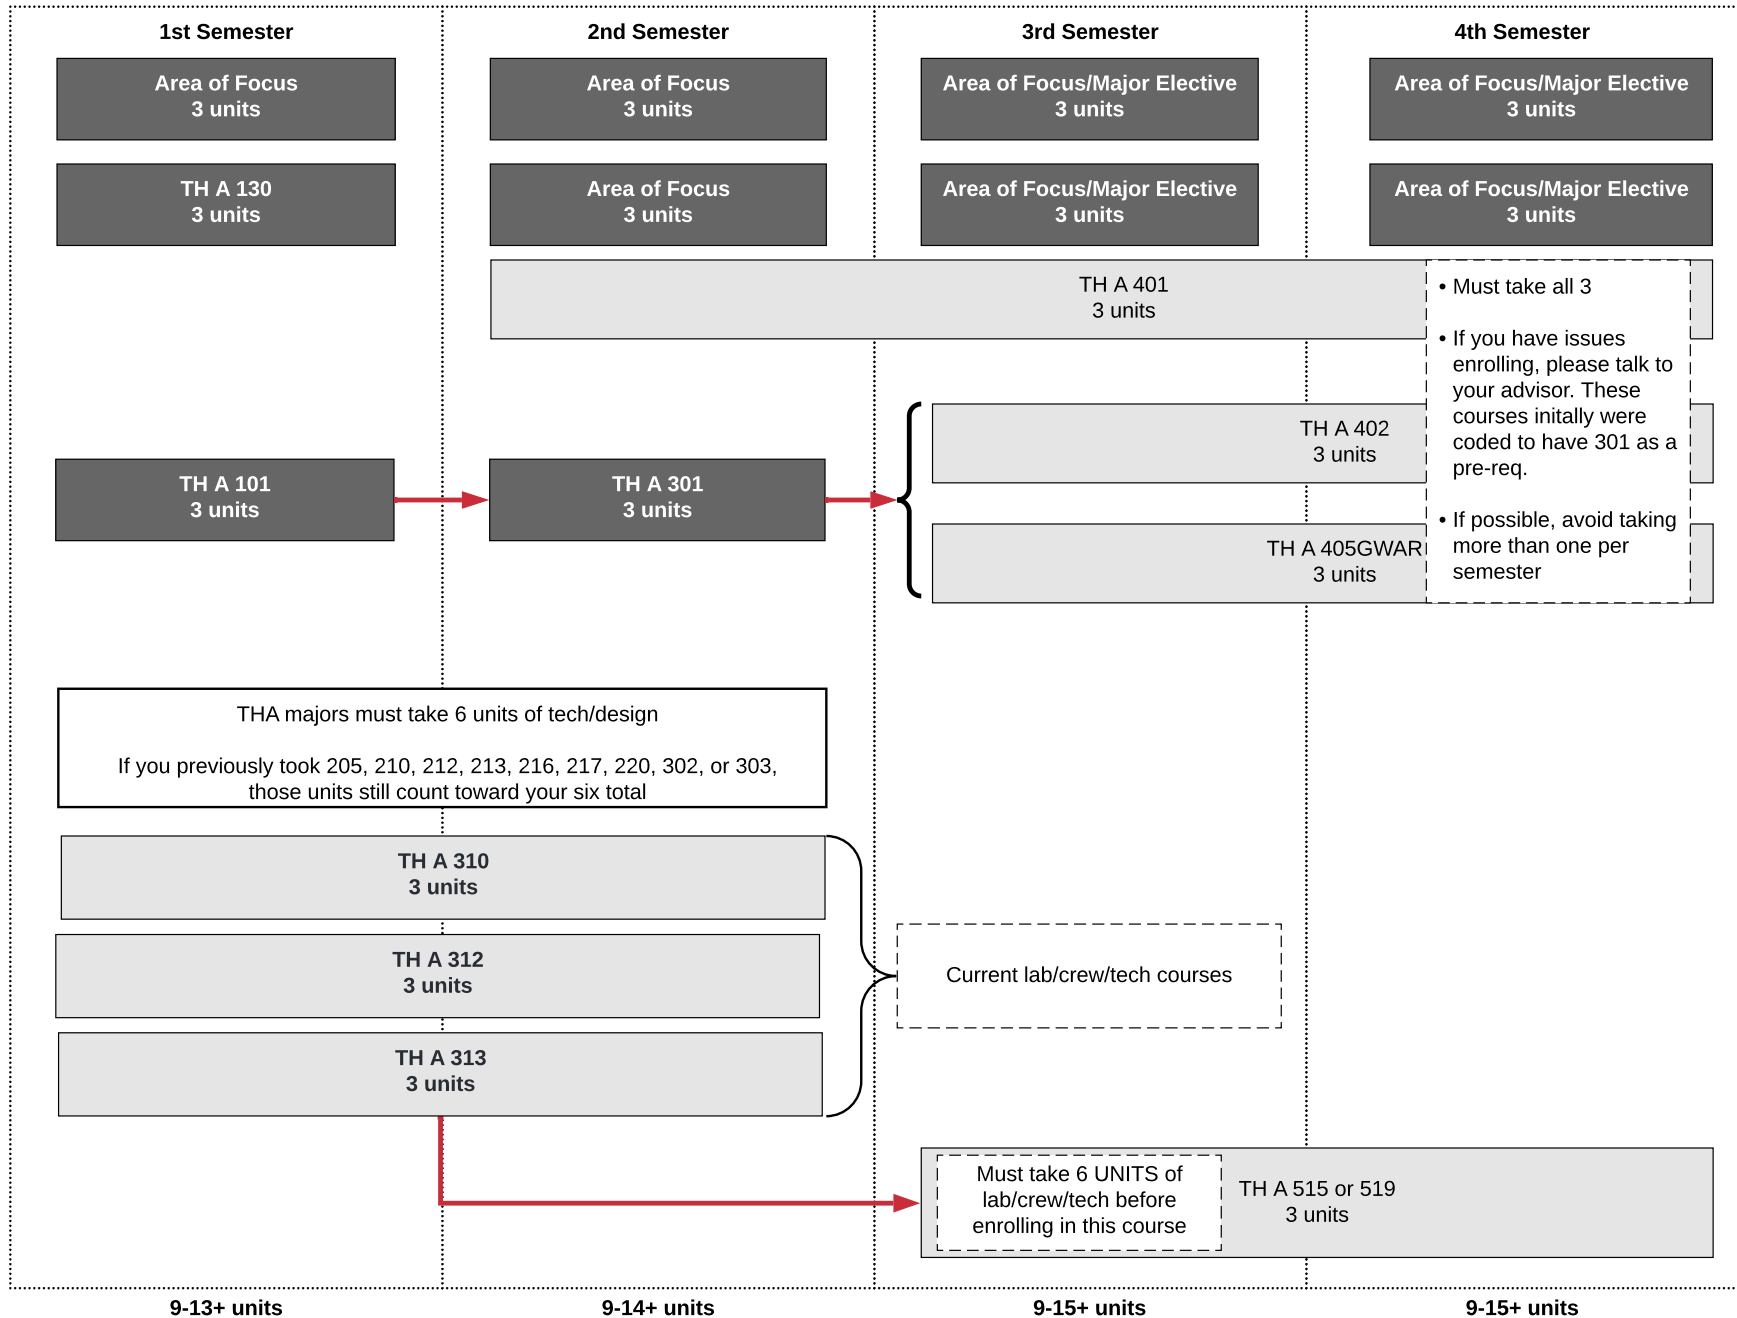 1st Semester
2nd Semester
3rd Semester
4th Semester
Area of Focus
3 units
Area of Focus
3 units
Area of Focus/Major Elective
3 units
Area of Focus/Major Elective
3 units
TH A 130
3 units
Area of Focus
3 units
Area of Focus/Major Elective
3 units
Area of Focus/Major Elective
3 units
TH A 401
3 units
• Must take all 3
• If you have issues
enrolling, please talk to
your advisor. These
courses initally were
coded to have 301 as a
pre-req.
• If possible, avoid taking
more than one per
semester
TH A 402
3 units
TH A 101
3 units
TH A 301
3 units
TH A 405GWAR
3 units
THA majors must take 6 units of tech/design
If you previously took 205, 210, 212, 213, 216, 217, 220, 302, or 303,
those units still count toward your six total
TH A 310
3 units
TH A 312
3 units
TH A 313
3 units
Current lab/crew/tech courses
Must take 6 UNITS of
lab/crew/tech before
enrolling in this course
TH A 515 or 519
3 units
9-13+ units
9-14+ units
9-15+ units
9-15+ units